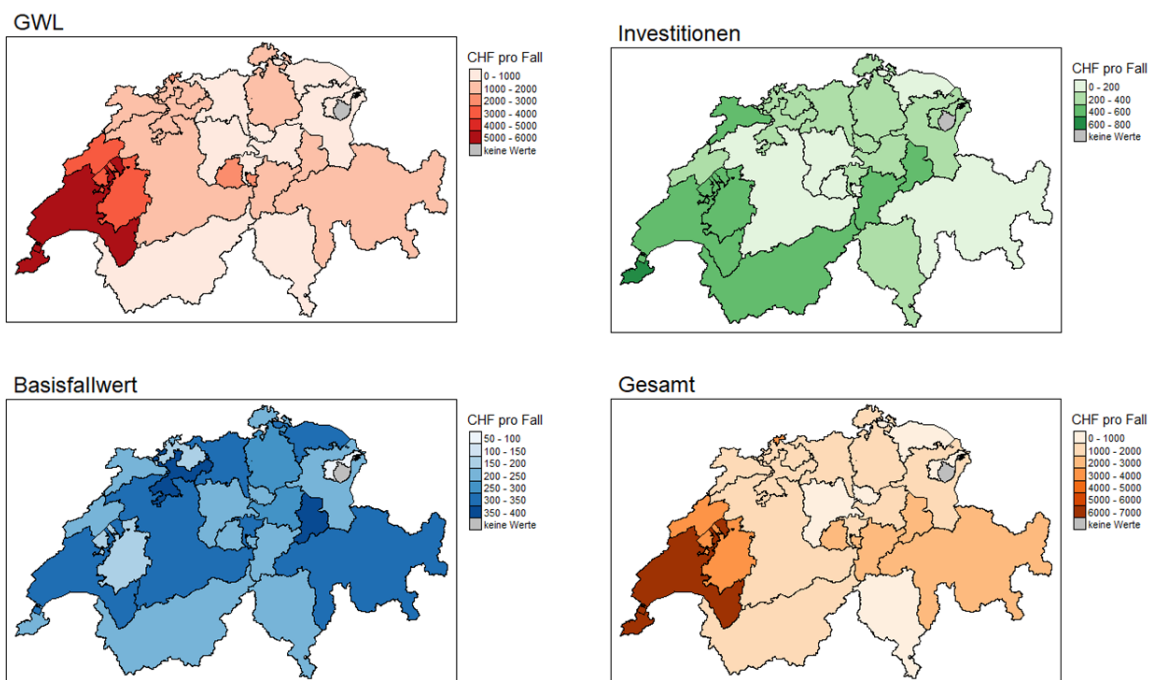 GWL
CHF pro Fall
0 - 1000
1000 - 2000
2000 - 3000
3000 - 4000
4000 - 5000
5000 - 6000
keine Werte
Investitionen
CHF pro Fall
0 - 200
200 - 400
400 - 600
600 - 800
keine Werte
Basisfallwert
CHF pro Fall
50 - 100
100 - 150
150 - 200
200 - 250
250 - 300
300 - 350
350 - 400
keine Werte
Gesamt
CHF pro Fall
0 - 1000
1000 - 2000
2000 - 3000
3000 - 4000
4000 - 5000
5000 - 6000
6000 - 7000
keine Werte